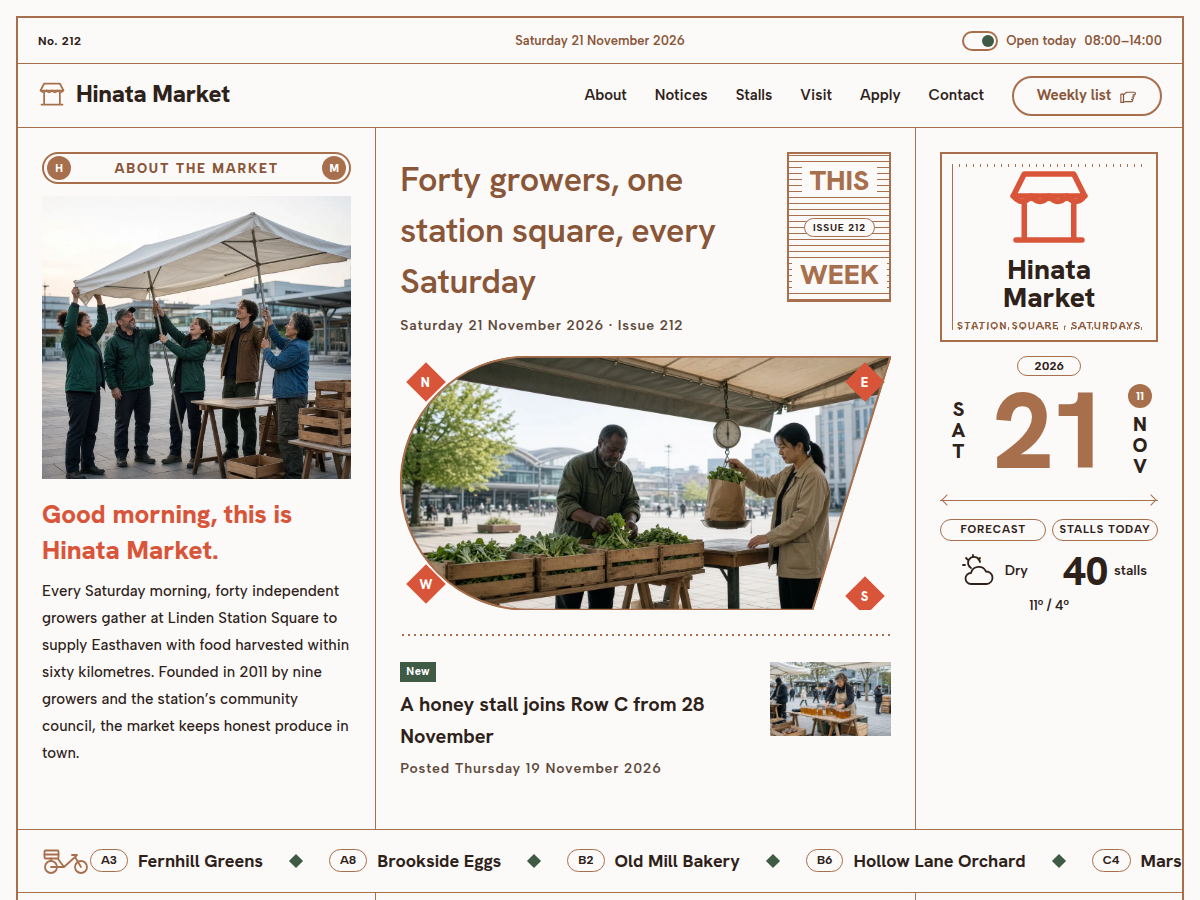 No. 212
Saturday 21 November 2026
Open today 08:00–14:00
Hinata Market
About Notices Stalls Visit Apply Contact
Weekly list
H ABOUT THE MARKET M
Good morning, this is
Hinata Market.
Every Saturday morning, forty independent
growers gather at Linden Station Square to
supply Easthaven with food harvested within
sixty kilometres. Founded in 2011 by nine
growers and the station’s community
council, the market keeps honest produce in
town.
Forty growers, one
station square, every
Saturday
Saturday 21 November 2026 · Issue 212
THIS
ISSUE 212
WEEK
N
E
W
S
New
A honey stall joins Row C from 28
November
Posted Thursday 19 November 2026
Hinata
Market
STATION SQUARE · SATURDAYS
2026
SAT
21
11
NOV
FORECAST
STALLS TODAY
Dry
40 stalls
11° / 4°
A3 Fernhill Greens
A8 Brookside Eggs
B2 Old Mill Bakery
B6 Hollow Lane Orchard
C4 Mars